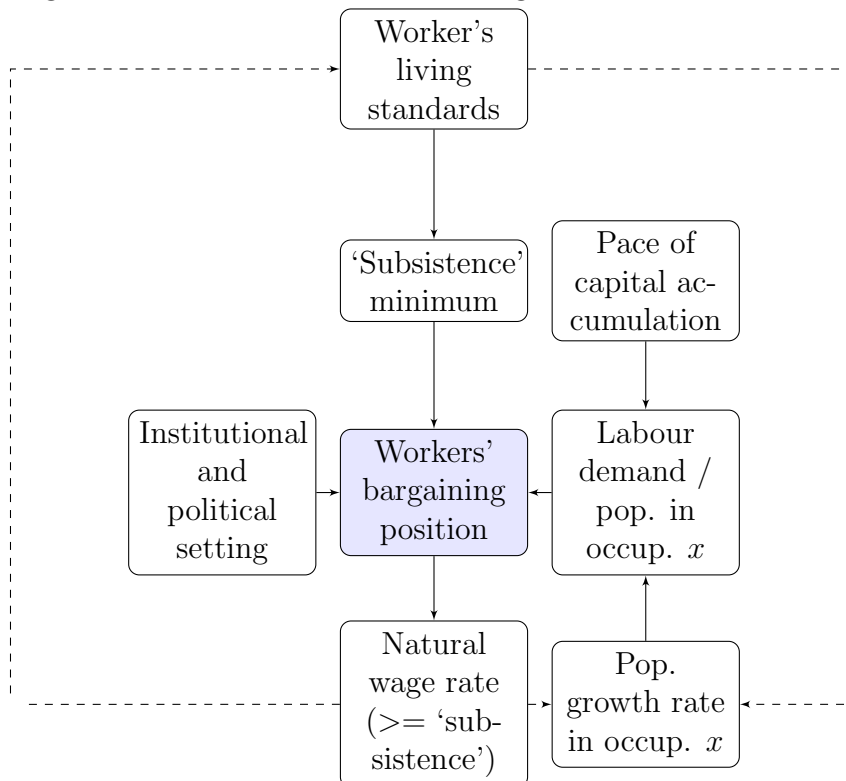 Worker's
living
standards
‘Subsistence’
minimum
Pace of
capital ac-
cumulation
Institutional
and
political
setting
Workers'
bargaining
position
Labour
demand /
pop. in
occup. x
Natural
wage rate
(>= ‘sub-
sistence’)
Pop.
growth rate
in occup. x